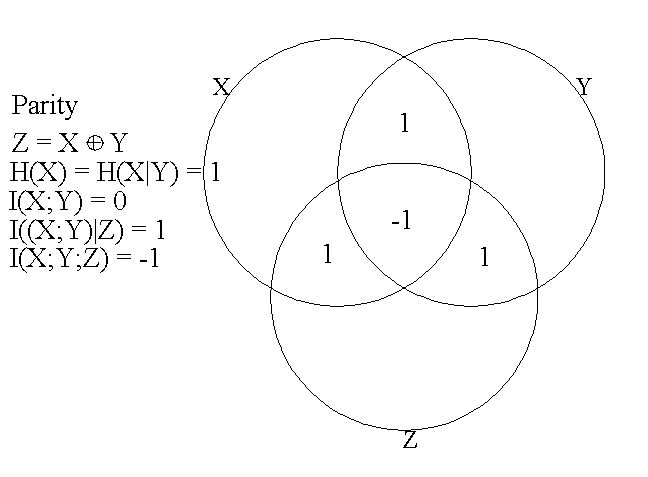 X
Y
Parity
Z = X ⊕ Y
H(X) = H(X|Y) = 1
I(X;Y) = 0
I((X;Y)|Z) = 1
I(X;Y;Z) = -1
1
-1
1
1
Z